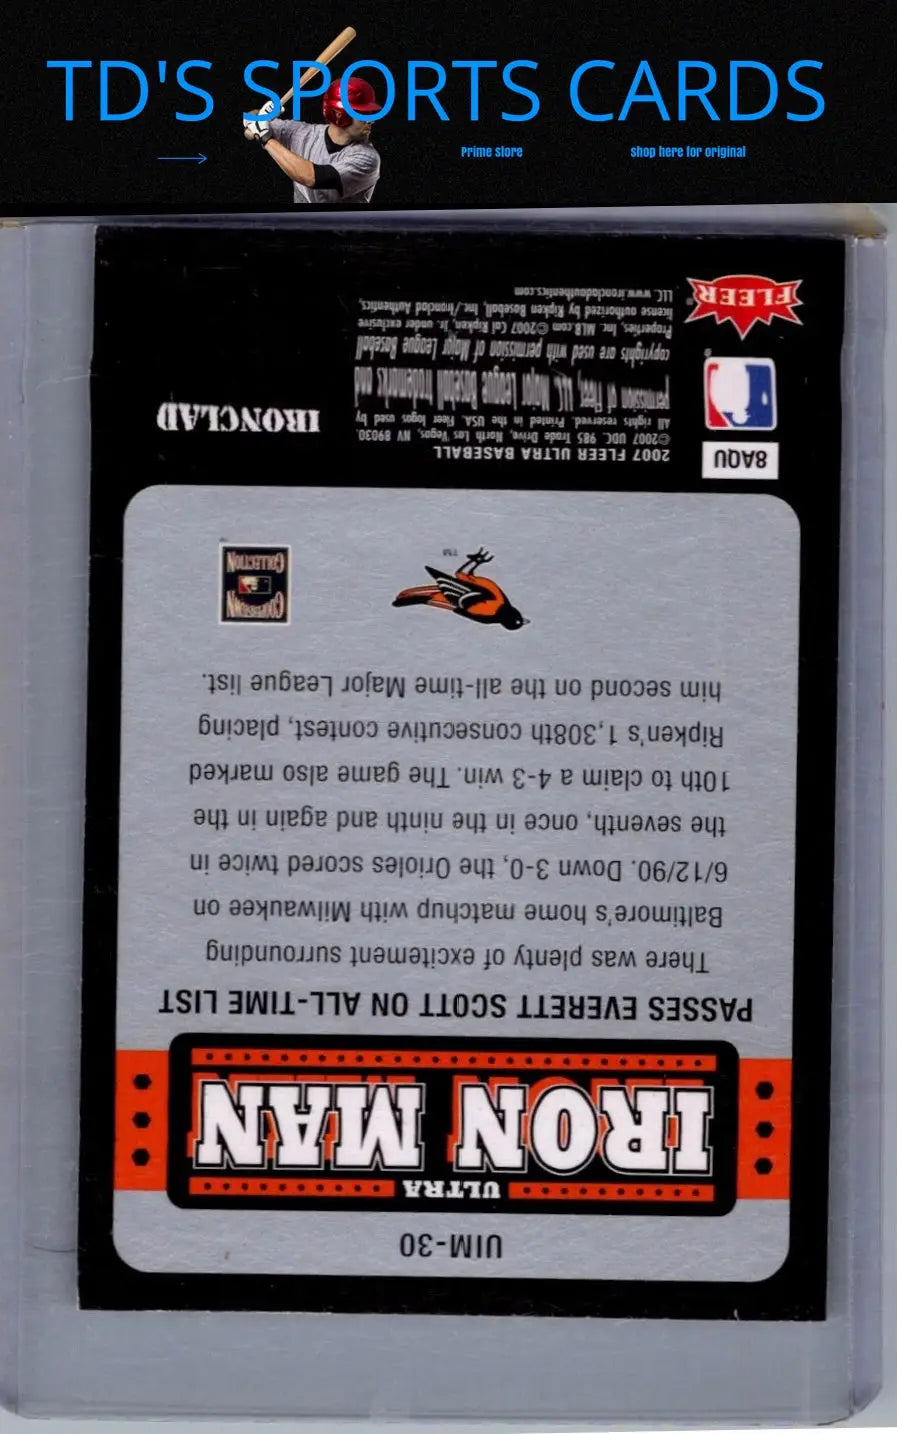 TD'S SPORTS CARDS
Prime store
shop here for original
UIM-30
ULTRA
IRON MAN
PASSES EVERETT SCOTT ON ALL-TIME LIST
There was plenty of excitement surrounding
Baltimore's home matchup with Milwaukee on
6/12/90. Down 3-0, the Orioles scored twice in
the seventh, once in the ninth and again in the
10th to claim a 4-3 win. The game also marked
Ripken's 1,308th consecutive contest, placing
him second on the all-time Major League list.
TM
COOPERSTOWN
COLLECTION
2007 FLEER ULTRA BASEBALL
©2007 UDC 985 Trade Drive, North Las Vegas, NV 89030.
All rights reserved. Printed in the USA. Fleer logos used by
permission of Fleer, LLC. Major League Baseball trademarks and
copyrights are used with permission of Major League Baseball
Properties, Inc. MLB.com ©2007 Cal Ripken, Jr. under exclusive
license authorized by Ripken Baseball, Inc./Ironclad Authentics,
LLC www.ironcladauthentics.com
IRONCLAD
FLEER